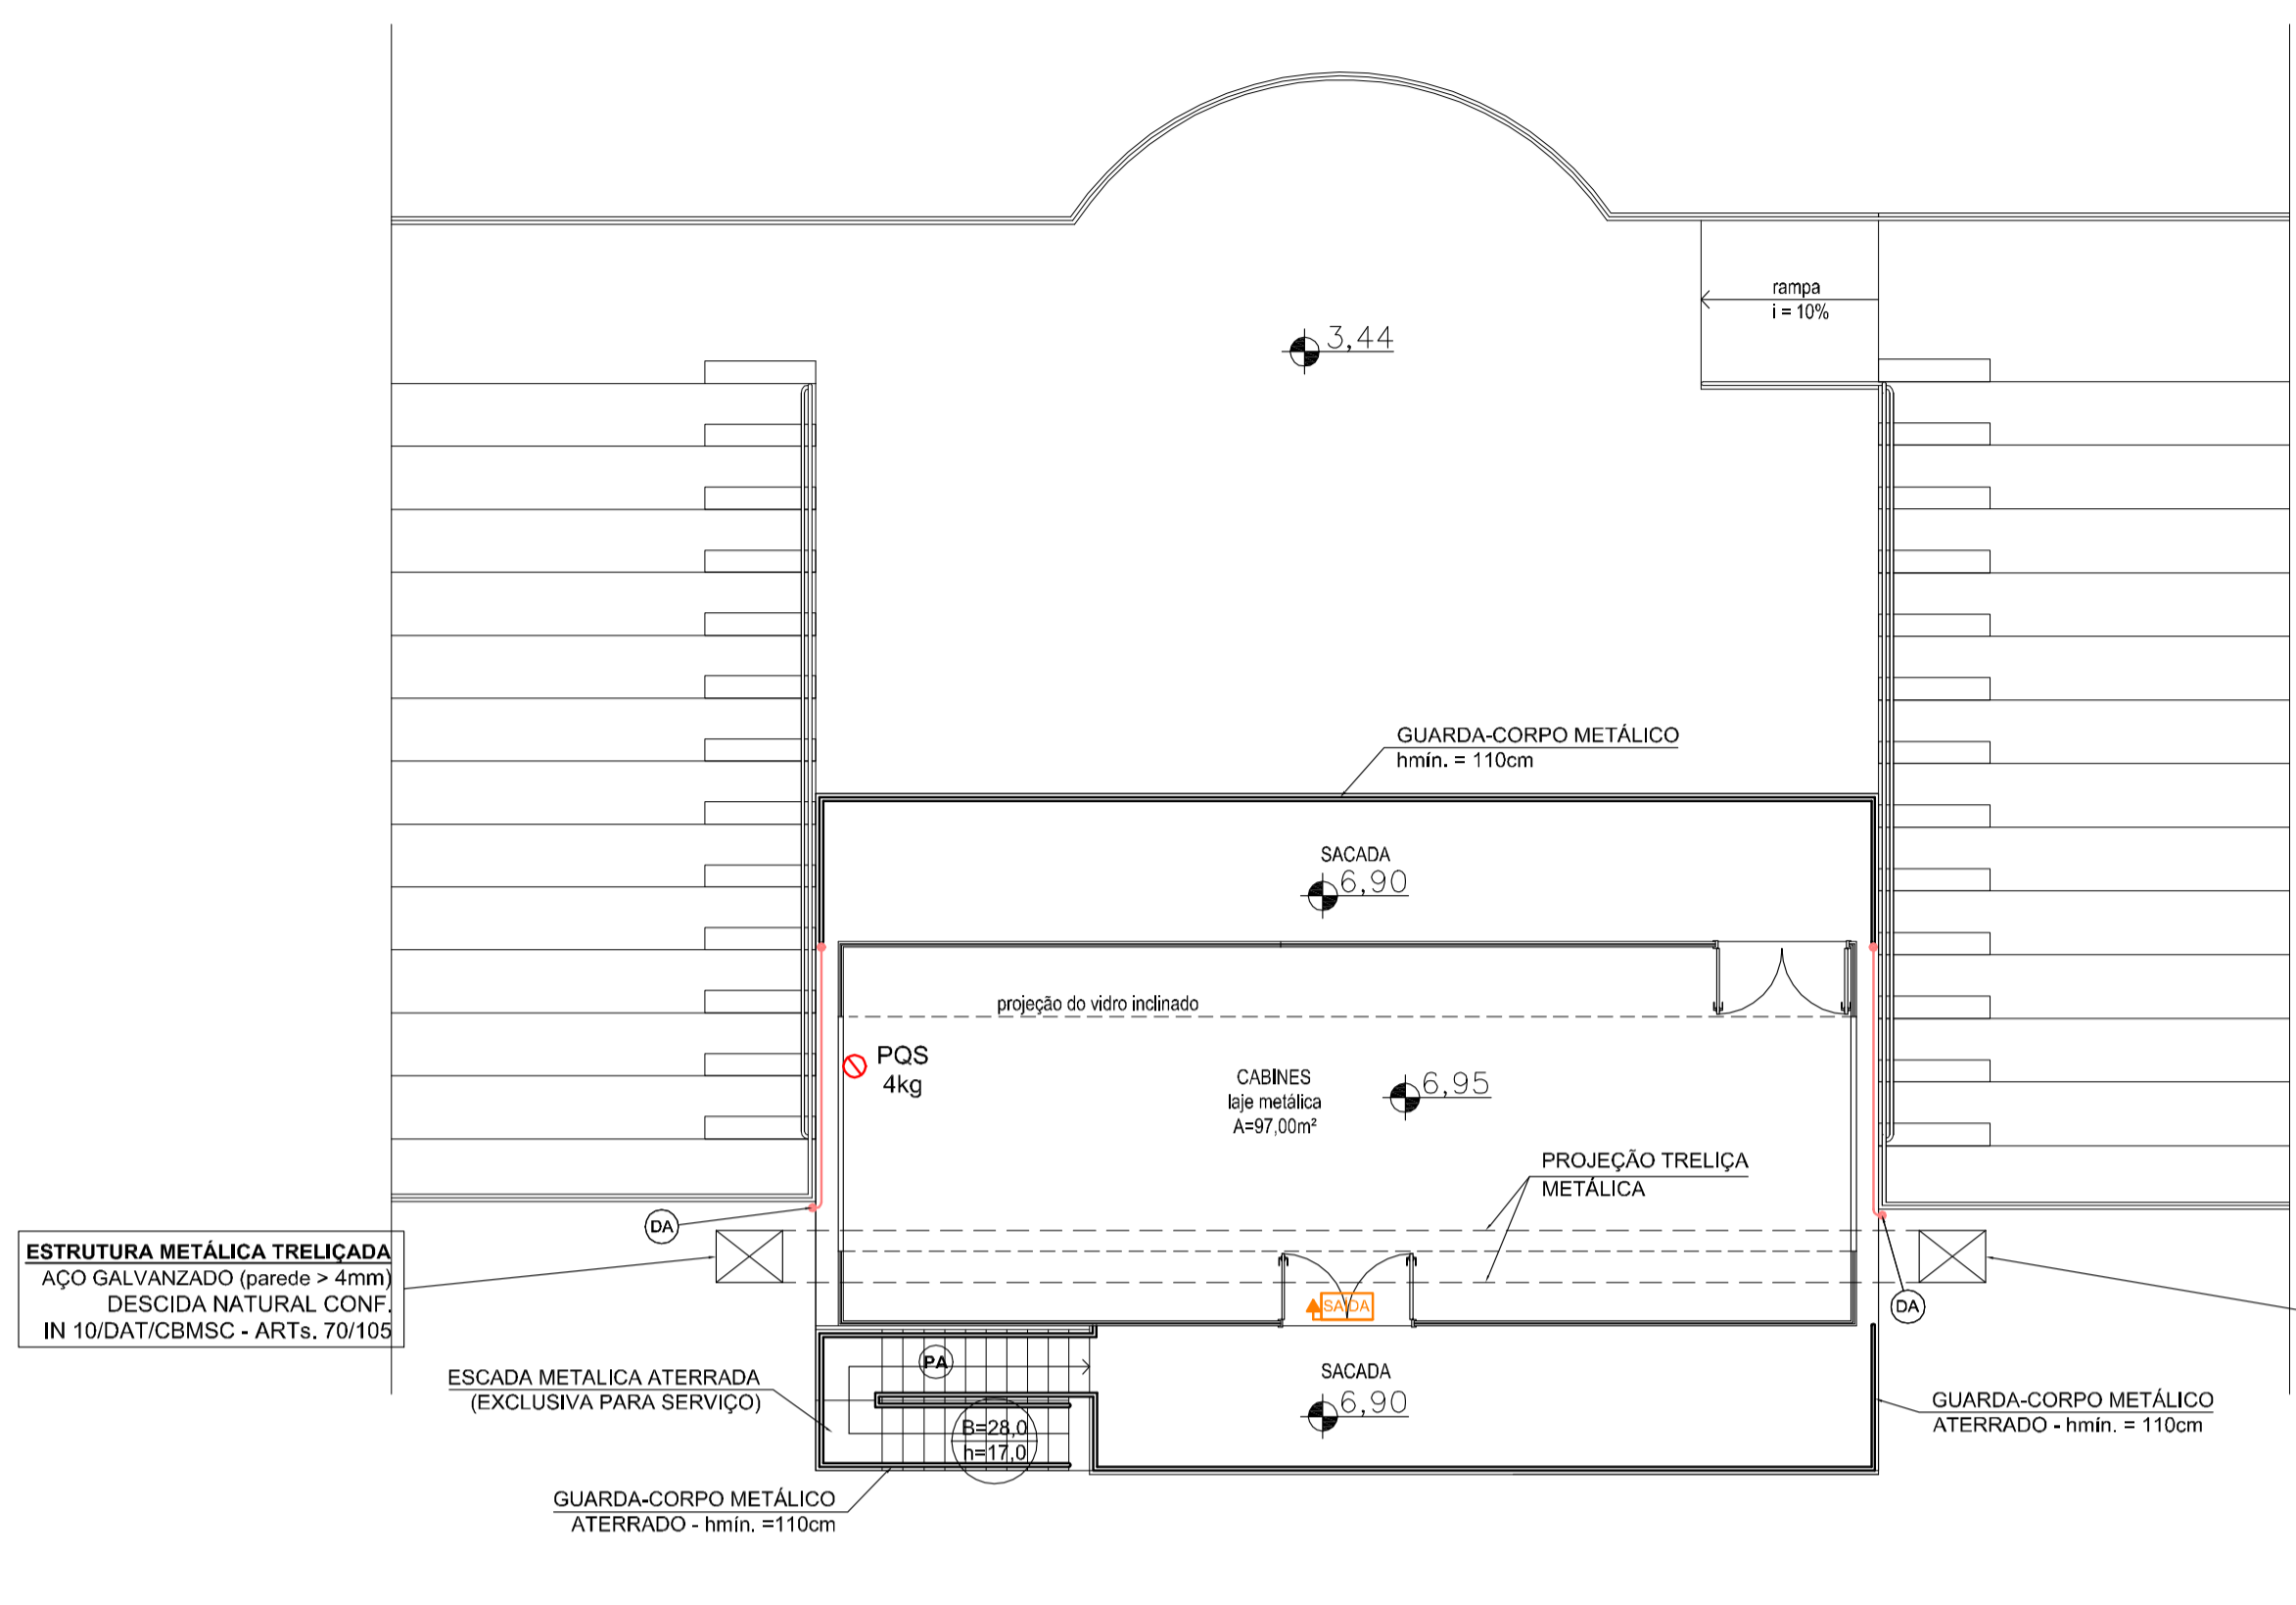 rampa
i = 10%
3,44
GUARDA-CORPO METÁLICO
hmín. = 110cm
SACADA
6,90
projeção do vidro inclinado
PQS
4kg
CABINES
laje metálica
A=97,00m²
6,95
PROJEÇÃO TRELIÇA
METÁLICA
DA
ESTRUTURA METÁLICA TRELIÇADA
AÇO GALVANZADO (parede > 4mm)
DESCIDA NATURAL CONF.
IN 10/DAT/CBMSC - ARTs. 70/105
SAÍDA
DA
PA
ESCADA METALICA ATERRADA
(EXCLUSIVA PARA SERVIÇO)
B=28,0
h=17,0
SACADA
6,90
GUARDA-CORPO METÁLICO
ATERRADO - hmín. = 110cm
GUARDA-CORPO METÁLICO
ATERRADO - hmín. =110cm